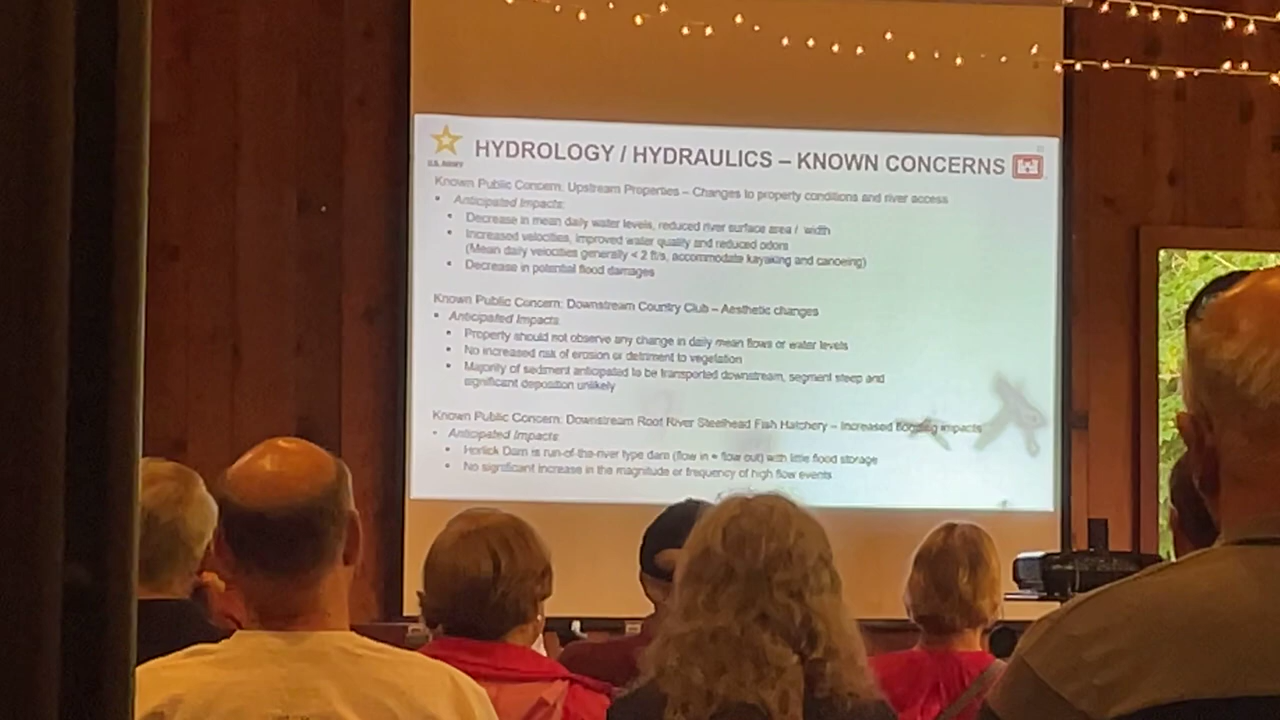 U.S. ARMY
HYDROLOGY / HYDRAULICS – KNOWN CONCERNS
Known Public Concern: Upstream Properties – Changes to property conditions and river access
• Anticipated Impacts:
• Decrease in mean daily water levels, reduced river surface area / width
• Increased velocities, improved water quality and reduced odors
(Mean daily velocities generally < 2 ft/s, accommodate kayaking and canoeing)
• Decrease in potential flood damages
Known Public Concern: Downstream Country Club – Aesthetic changes
• Anticipated Impacts
• Property should not observe any change in daily mean flows or water levels
• No increased risk of erosion or detriment to vegetation
• Majority of sediment anticipated to be transported downstream, segment steep and
significant deposition unlikely
Known Public Concern: Downstream Root River Steelhead Fish Hatchery – Increased flooding impacts
• Anticipated Impacts:
• Horlick Dam is run-of-the-river type dam (flow in = flow out) with little flood storage
• No significant increase in the magnitude or frequency of high flow events